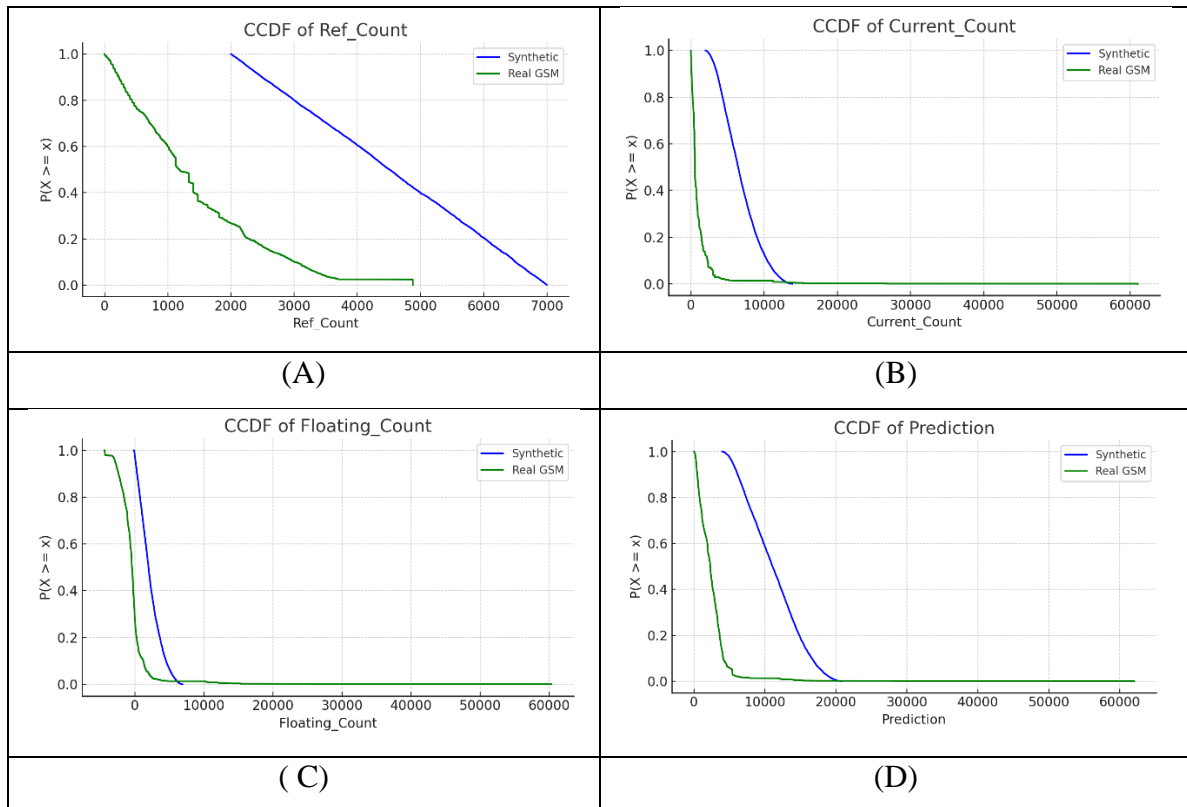 CCDF of Ref_Count
1.0
0.8
0.6
0.4
0.2
0.0
P(X >= x)
Synthetic
Real GSM
0 1000 2000 3000 4000 5000 6000 7000
Ref_Count
(A)
CCDF of Current_Count
1.0
0.8
0.6
0.4
0.2
0.0
P(X >= x)
Synthetic
Real GSM
0 10000 20000 30000 40000 50000 60000
Current_Count
(B)
CCDF of Floating_Count
1.0
0.8
0.6
0.4
0.2
0.0
P(X >= x)
Synthetic
Real GSM
0 10000 20000 30000 40000 50000 60000
Floating_Count
( C)
CCDF of Prediction
1.0
0.8
0.6
0.4
0.2
0.0
P(X >= x)
Synthetic
Real GSM
0 10000 20000 30000 40000 50000 60000
Prediction
(D)